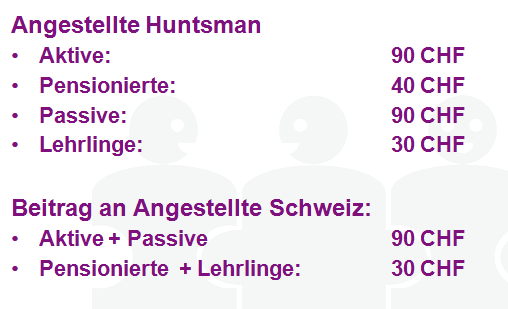 Angestellte Huntsman
• Aktive: 90 CHF
• Pensionierte: 40 CHF
• Passive: 90 CHF
• Lehrlinge: 30 CHF
Beitrag an Angestellte Schweiz:
• Aktive + Passive 90 CHF
• Pensionierte + Lehrlinge: 30 CHF